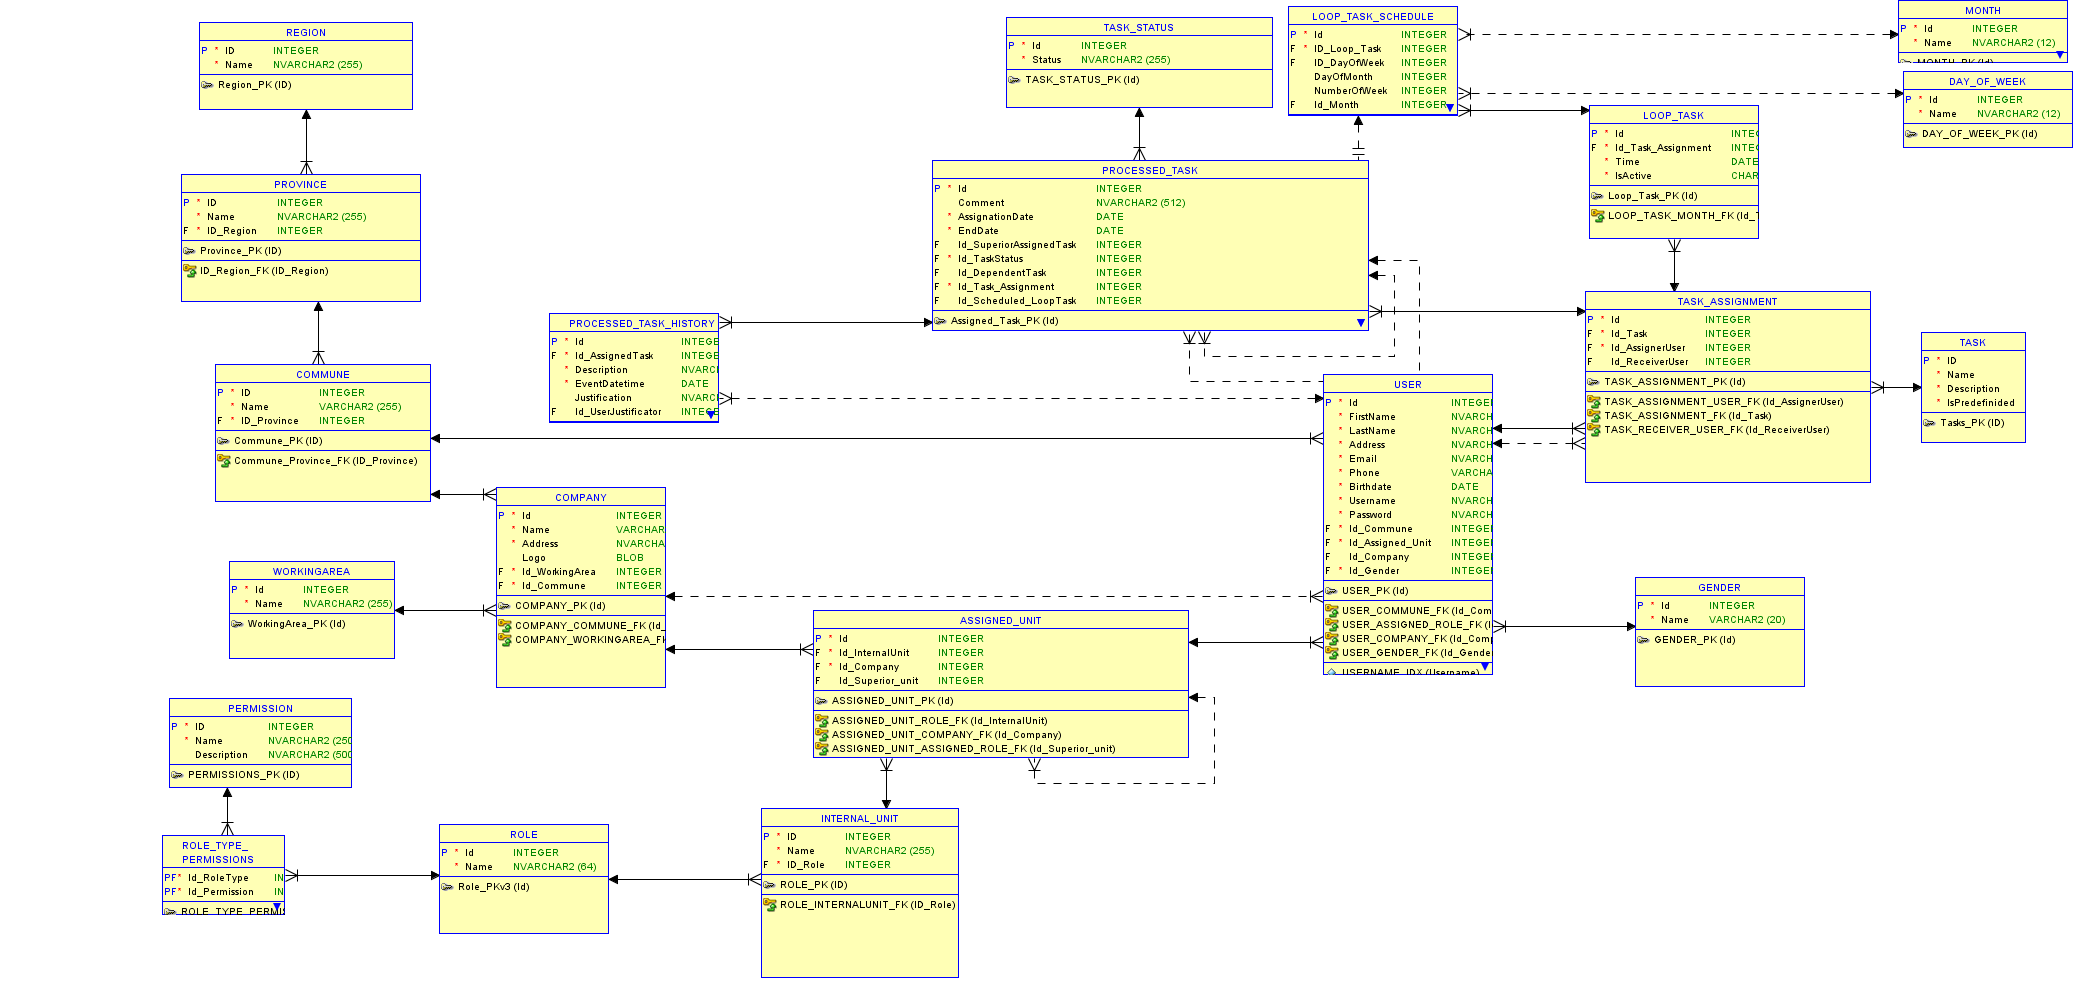 REGION
P * ID INTEGER
* Name NVARCHAR2 (255)
Region_PK (ID)
PROVINCE
P * ID INTEGER
* Name NVARCHAR2 (255)
F * ID_Region INTEGER
Province_PK (ID)
ID_Region_FK (ID_Region)
COMMUNE
P * ID INTEGER
* Name VARCHAR2 (255)
F * ID_Province INTEGER
Commune_PK (ID)
Commune_Province_FK (ID_Province)
TASK_STATUS
P * Id INTEGER
* Status NVARCHAR2 (255)
TASK_STATUS_PK (Id)
LOOP_TASK_SCHEDULE
P * Id INTEGER
F * ID_Loop_Task INTEGER
F ID_DayOfWeek INTEGER
DayOfMonth INTEGER
NumberOfWeek INTEGER
F Id_Month INTEGER
MONTH
P * Id INTEGER
* Name NVARCHAR2 (12)
MONTH_PK (Id)
DAY_OF_WEEK
P * Id INTEGER
* Name NVARCHAR2 (12)
DAY_OF_WEEK_PK (Id)
LOOP_TASK
P * Id INTEG
F * Id_Task_Assignment INTEG
* Time DATE
* IsActive CHAR
Loop_Task_PK (Id)
LOOP_TASK_MONTH_FK (Id_T
PROCESSED_TASK
P * Id INTEGER
Comment NVARCHAR2 (512)
* AssignationDate DATE
* EndDate DATE
F Id_SuperiorAssignedTask INTEGER
F * Id_TaskStatus INTEGER
F Id_DependentTask INTEGER
F * Id_Task_Assignment INTEGER
F Id_Scheduled_LoopTask INTEGER
Assigned_Task_PK (Id)
PROCESSED_TASK_HISTORY
P * Id INTEGE
F * Id_AssignedTask INTEGE
* Description NVARC
* EventDatetime DATE
Justification NVARC
F Id_UserJustificator INTEGE
TASK_ASSIGNMENT
P * Id INTEGER
F * Id_Task INTEGER
F * Id_AssignerUser INTEGER
F Id_ReceiverUser INTEGER
TASK_ASSIGNMENT_PK (Id)
TASK_ASSIGNMENT_USER_FK (Id_AssignerUser)
TASK_ASSIGNMENT_FK (Id_Task)
TASK_RECEIVER_USER_FK (Id_ReceiverUser)
TASK
P * ID
* Name
* Description
* IsPredefinided
Tasks_PK (ID)
USER
P * Id INTEGE
* FirstName NVARCH
* LastName NVARCH
* Address NVARCH
* Email NVARCH
* Phone VARCHA
* Birthdate DATE
* Username NVARCH
* Password NVARCH
F * Id_Commune INTEGE
F * Id_Assigned_Unit INTEGE
F Id_Company INTEGE
F * Id_Gender INTEGE
USER_PK (Id)
USER_COMMUNE_FK (Id_Com
USER_ASSIGNED_ROLE_FK (I
USER_COMPANY_FK (Id_Comp
USER_GENDER_FK (Id_Gende
USERNAME_IDX (Username)
COMPANY
P * Id INTEGER
* Name VARCHAR
* Address NVARCHA
Logo BLOB
F * Id_WorkingArea INTEGER
F * Id_Commune INTEGER
COMPANY_PK (Id)
COMPANY_COMMUNE_FK (Id_
COMPANY_WORKINGAREA_FK
WORKINGAREA
P * Id INTEGER
* Name NVARCHAR2 (255)
WorkingArea_PK (Id)
GENDER
P * Id INTEGER
* Name VARCHAR2 (20)
GENDER_PK (Id)
ASSIGNED_UNIT
P * Id INTEGER
F * Id_InternalUnit INTEGER
F * Id_Company INTEGER
F Id_Superior_unit INTEGER
ASSIGNED_UNIT_PK (Id)
ASSIGNED_UNIT_ROLE_FK (Id_InternalUnit)
ASSIGNED_UNIT_COMPANY_FK (Id_Company)
ASSIGNED_UNIT_ASSIGNED_ROLE_FK (Id_Superior_unit)
PERMISSION
P * ID INTEGER
* Name NVARCHAR2 (250
Description NVARCHAR2 (500
PERMISSIONS_PK (ID)
ROLE_TYPE_
PERMISSIONS
PF* Id_RoleType IN
PF* Id_Permission IN
ROLE_TYPE_PERMIS
ROLE
P * Id INTEGER
* Name NVARCHAR2 (64)
Role_PKv3 (Id)
INTERNAL_UNIT
P * ID INTEGER
* Name NVARCHAR2 (255)
F * ID_Role INTEGER
ROLE_PK (ID)
ROLE_INTERNALUNIT_FK (ID_Role)